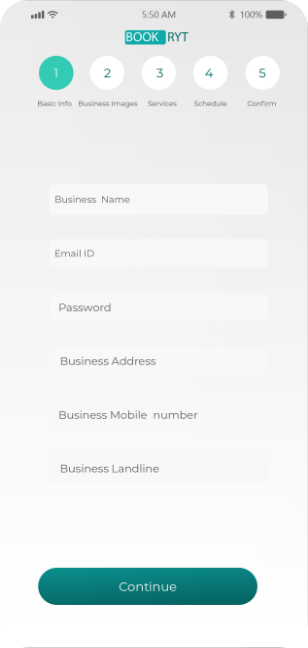 5:50 AM 100%
BOOK RYT
1 2 3 4 5
Basic Info Business Images Services Schedule Confirm
Business Name
Email ID
Password
Business Address
Business Mobile number
Business Landline
Continue